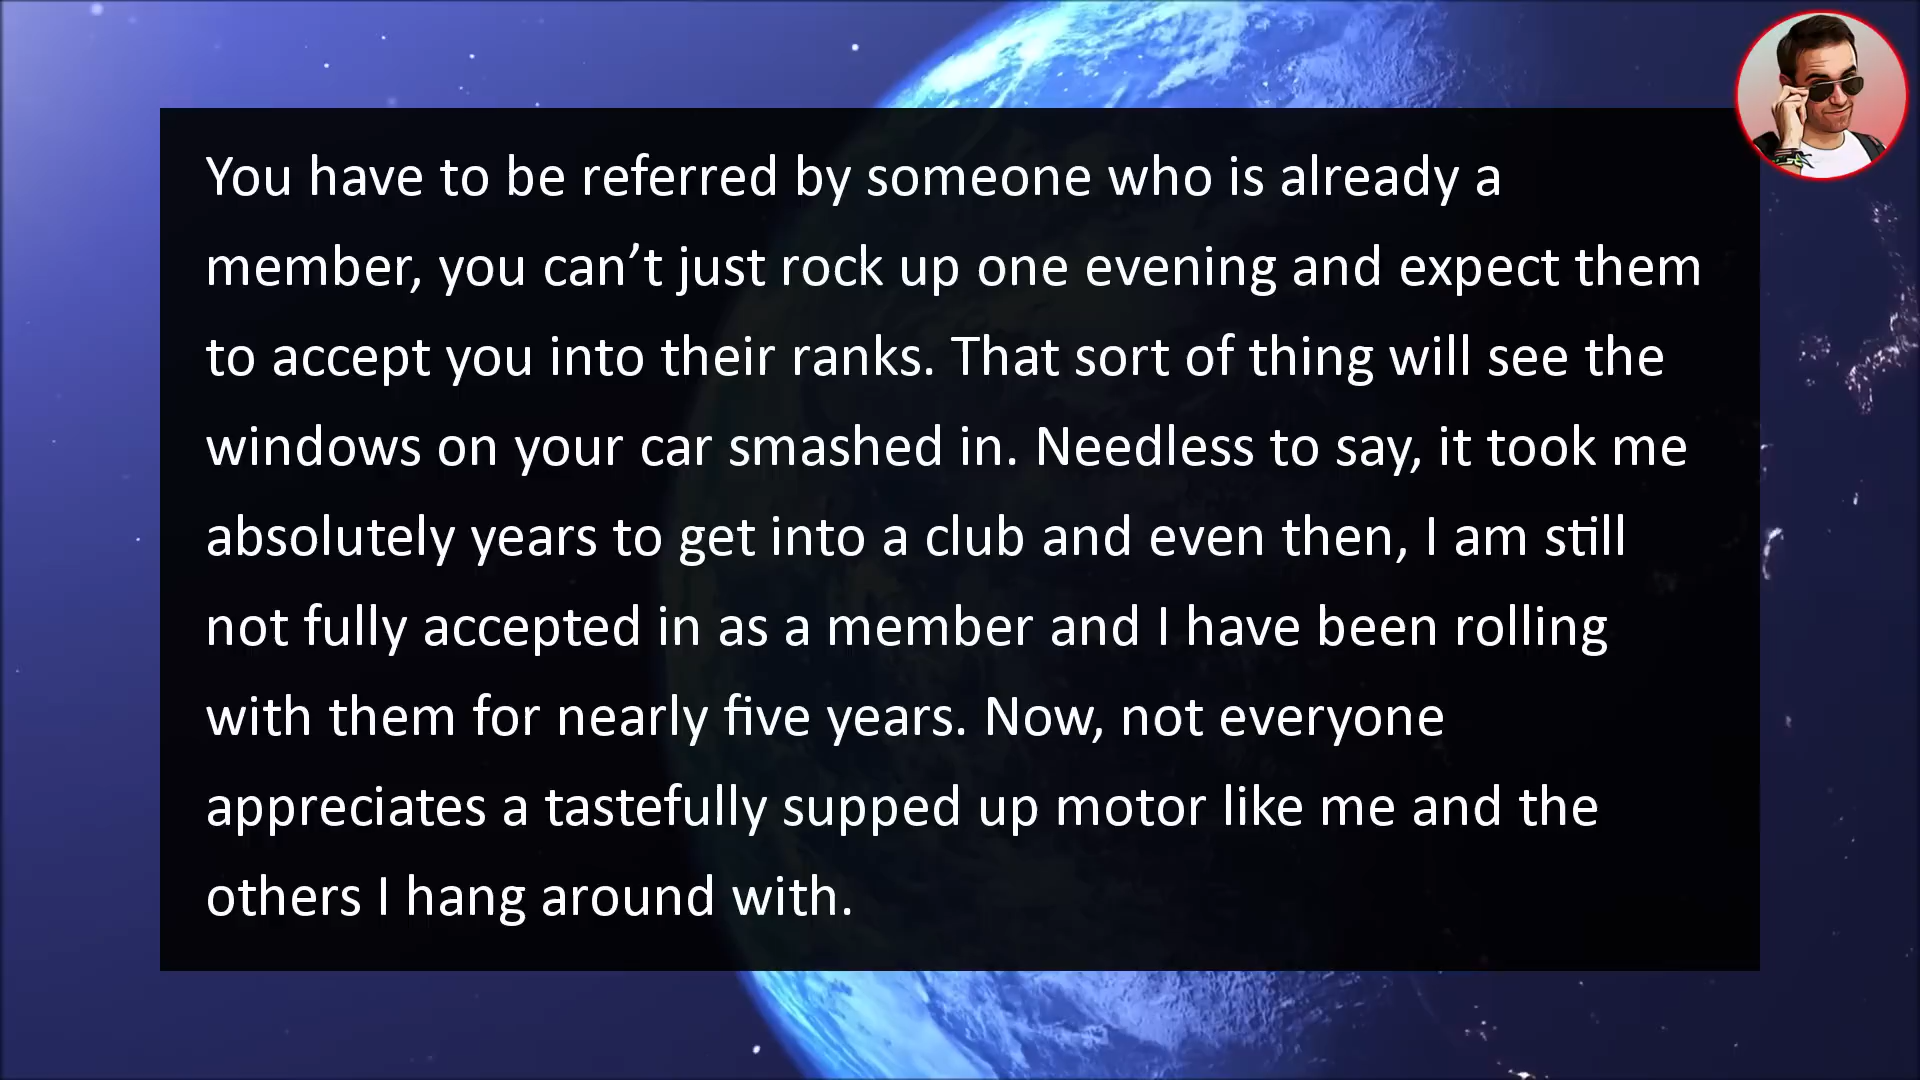 You have to be referred by someone who is already a
member, you can’t just rock up one evening and expect them
to accept you into their ranks. That sort of thing will see the
windows on your car smashed in. Needless to say, it took me
absolutely years to get into a club and even then, I am still
not fully accepted in as a member and I have been rolling
with them for nearly five years. Now, not everyone
appreciates a tastefully supped up motor like me and the
others I hang around with.